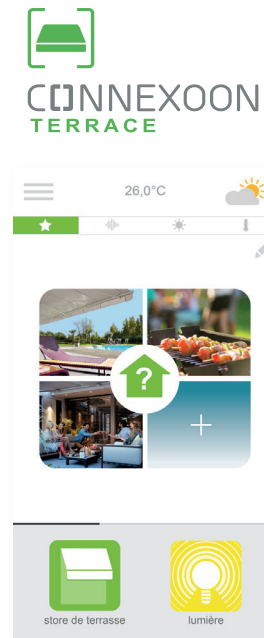 CONNEXOON
TERRACE
26,0°C
?
+
store de terrasse
lumière